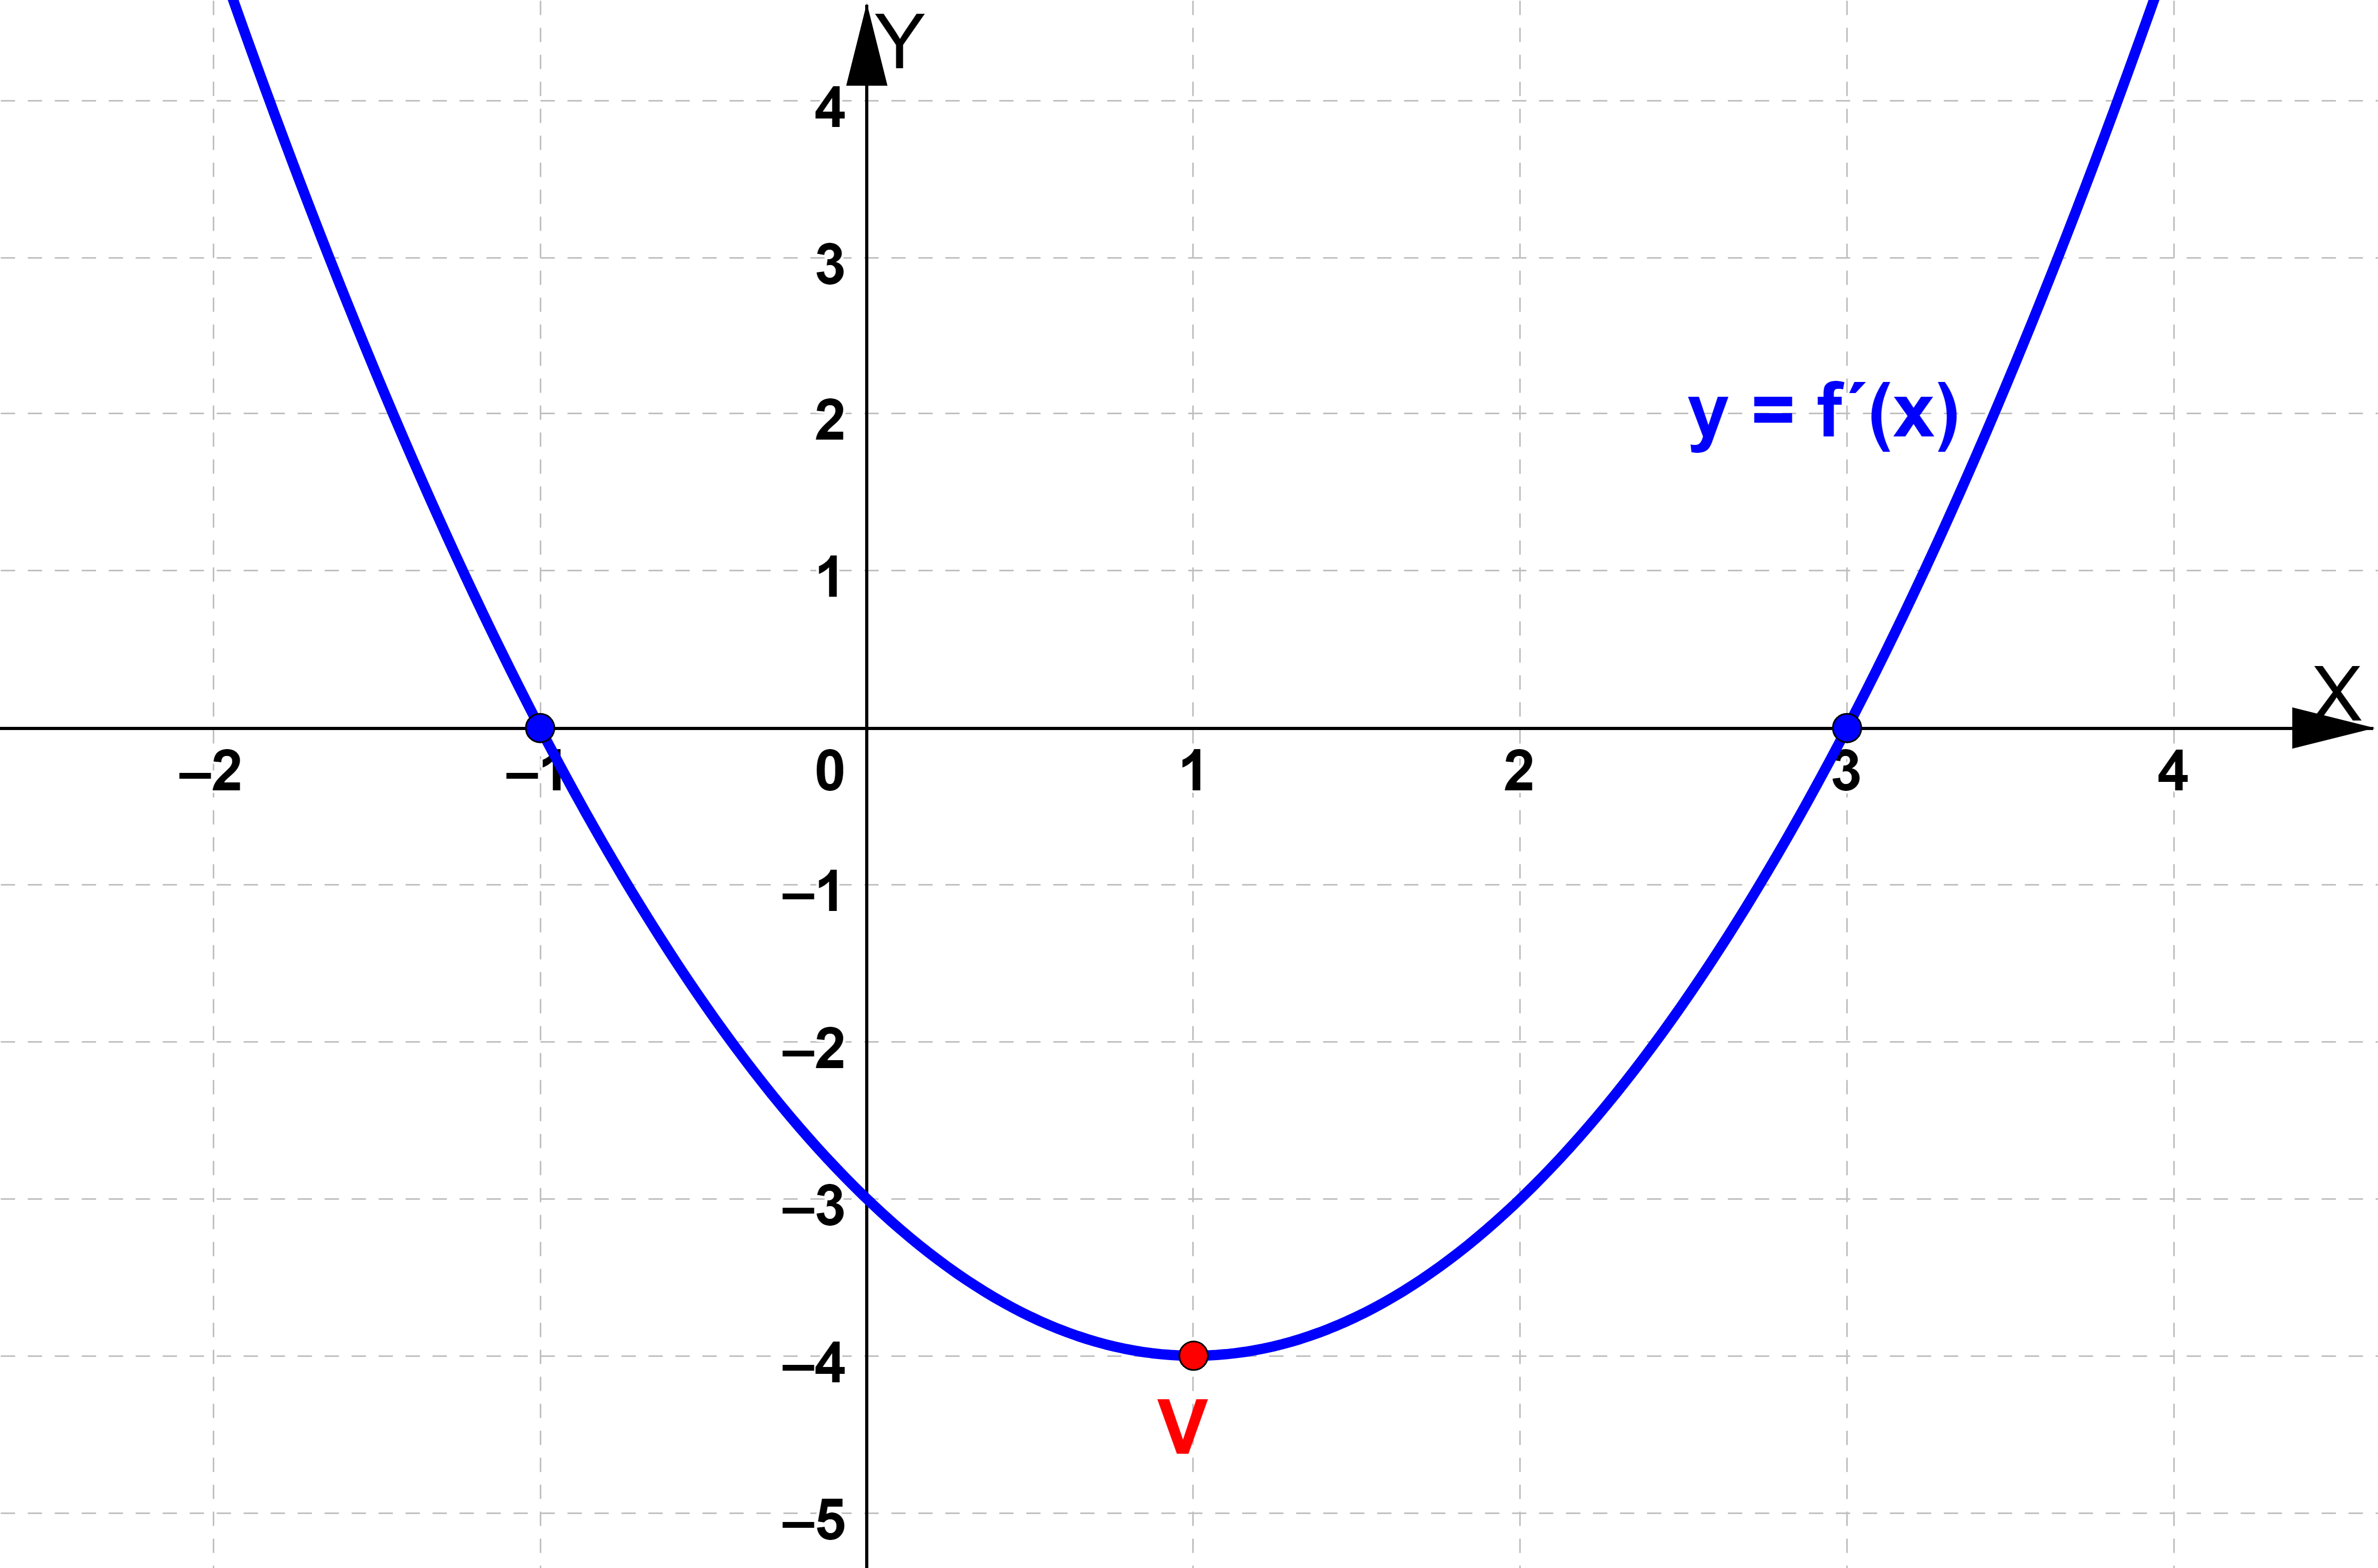 Y
4
3
2
y = f´(x)
1
X
–2 –1 0 1 2 3 4
–1
–2
–3
–4
V
–5